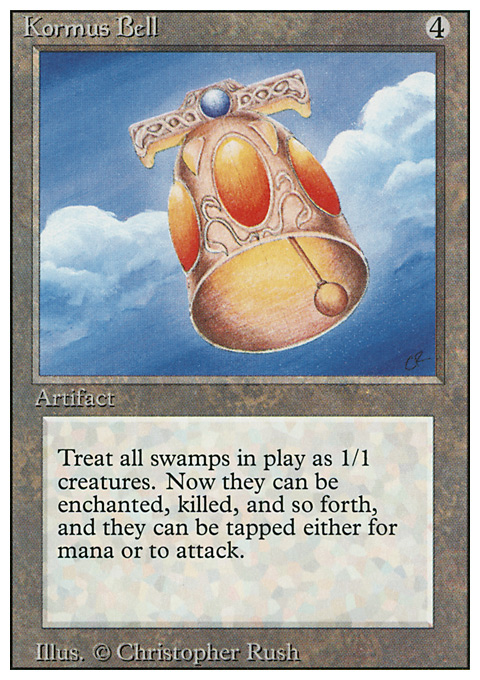 Kormus Bell 4
Artifact
Treat all swamps in play as 1/1
creatures. Now they can be
enchanted, killed, and so forth,
and they can be tapped either for
mana or to attack.
Illus. © Christopher Rush